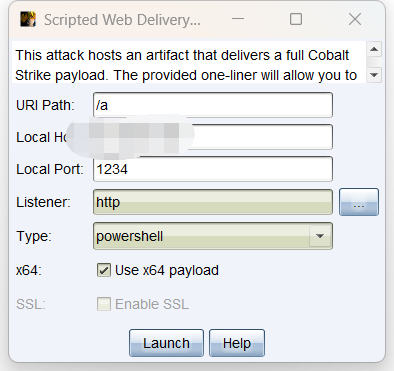 Scripted Web Delivery...
This attack hosts an artifact that delivers a full Cobalt
Strike payload. The provided one-liner will allow you to
URI Path: /a
Local
Local Port: 1234
Listener: http ...
Type: powershell
x64: Use x64 payload
SSL: Enable SSL
Launch Help